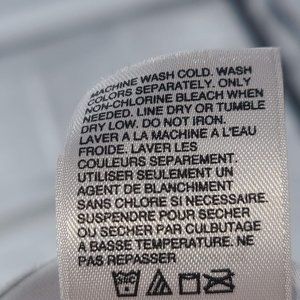 MACHINE WASH COLD. WASH
COLORS SEPARATELY. ONLY
NON-CHLORINE BLEACH WHEN
NEEDED. LINE DRY OR TUMBLE
DRY LOW. DO NOT IRON.
LAVER A LA MACHINE A L'EAU
FROIDE. LAVER LES
COULEURS SEPAREMENT.
UTILISER SEULEMENT UN
AGENT DE BLANCHIMENT
SANS CHLORE SI NECESSAIRE.
SUSPENDRE POUR SECHER
OU SECHER PAR CULBUTAGE
A BASSE TEMPERATURE. NE
PAS REPASSER